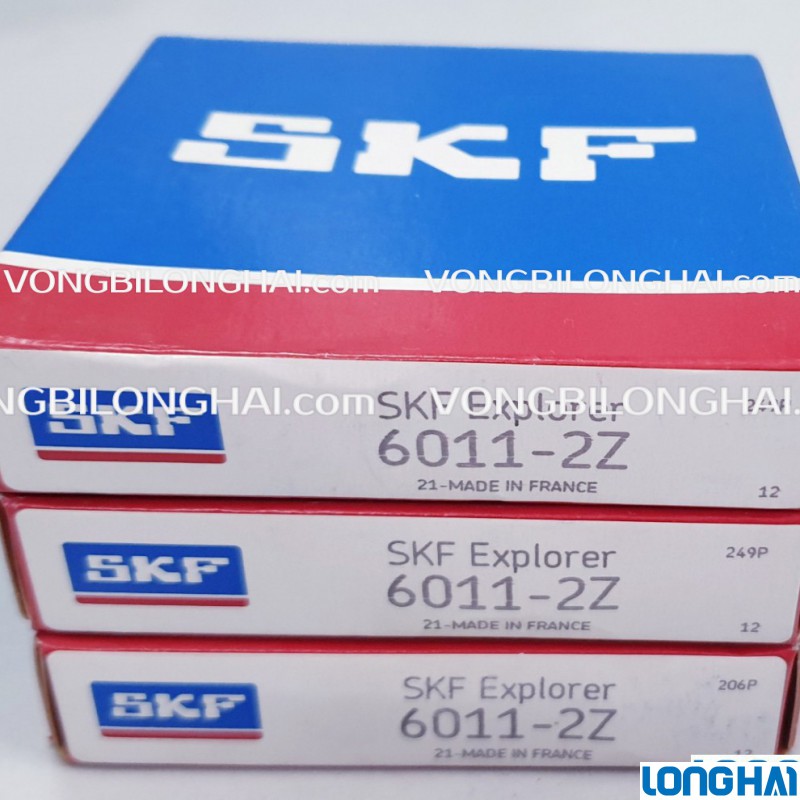 SKF
VONGBILONGHAI.com VONGBILONGHAI.com
NGBILONGHAI.com VONGBILONGHAI.com
SKF
SKF Explorer
6011-2Z
21-MADE IN FRANCE
12
SKF
SKF Explorer
249P
6011-2Z
21-MADE IN FRANCE
12
SKF
SKF Explorer
206P
6011-2Z
21-MADE IN FRANCE
LONGHAI